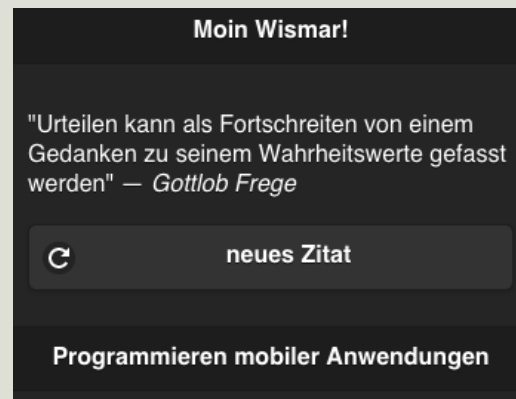 Moin Wismar!
"Urteilen kann als Fortschreiten von einem
Gedanken zu seinem Wahrheitswerte gefasst
werden" — Gottlob Frege
neues Zitat
Programmieren mobiler Anwendungen